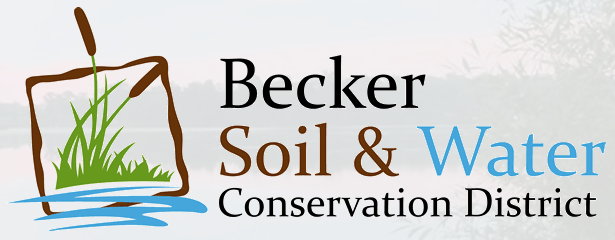 Becker
Soil & Water
Conservation District